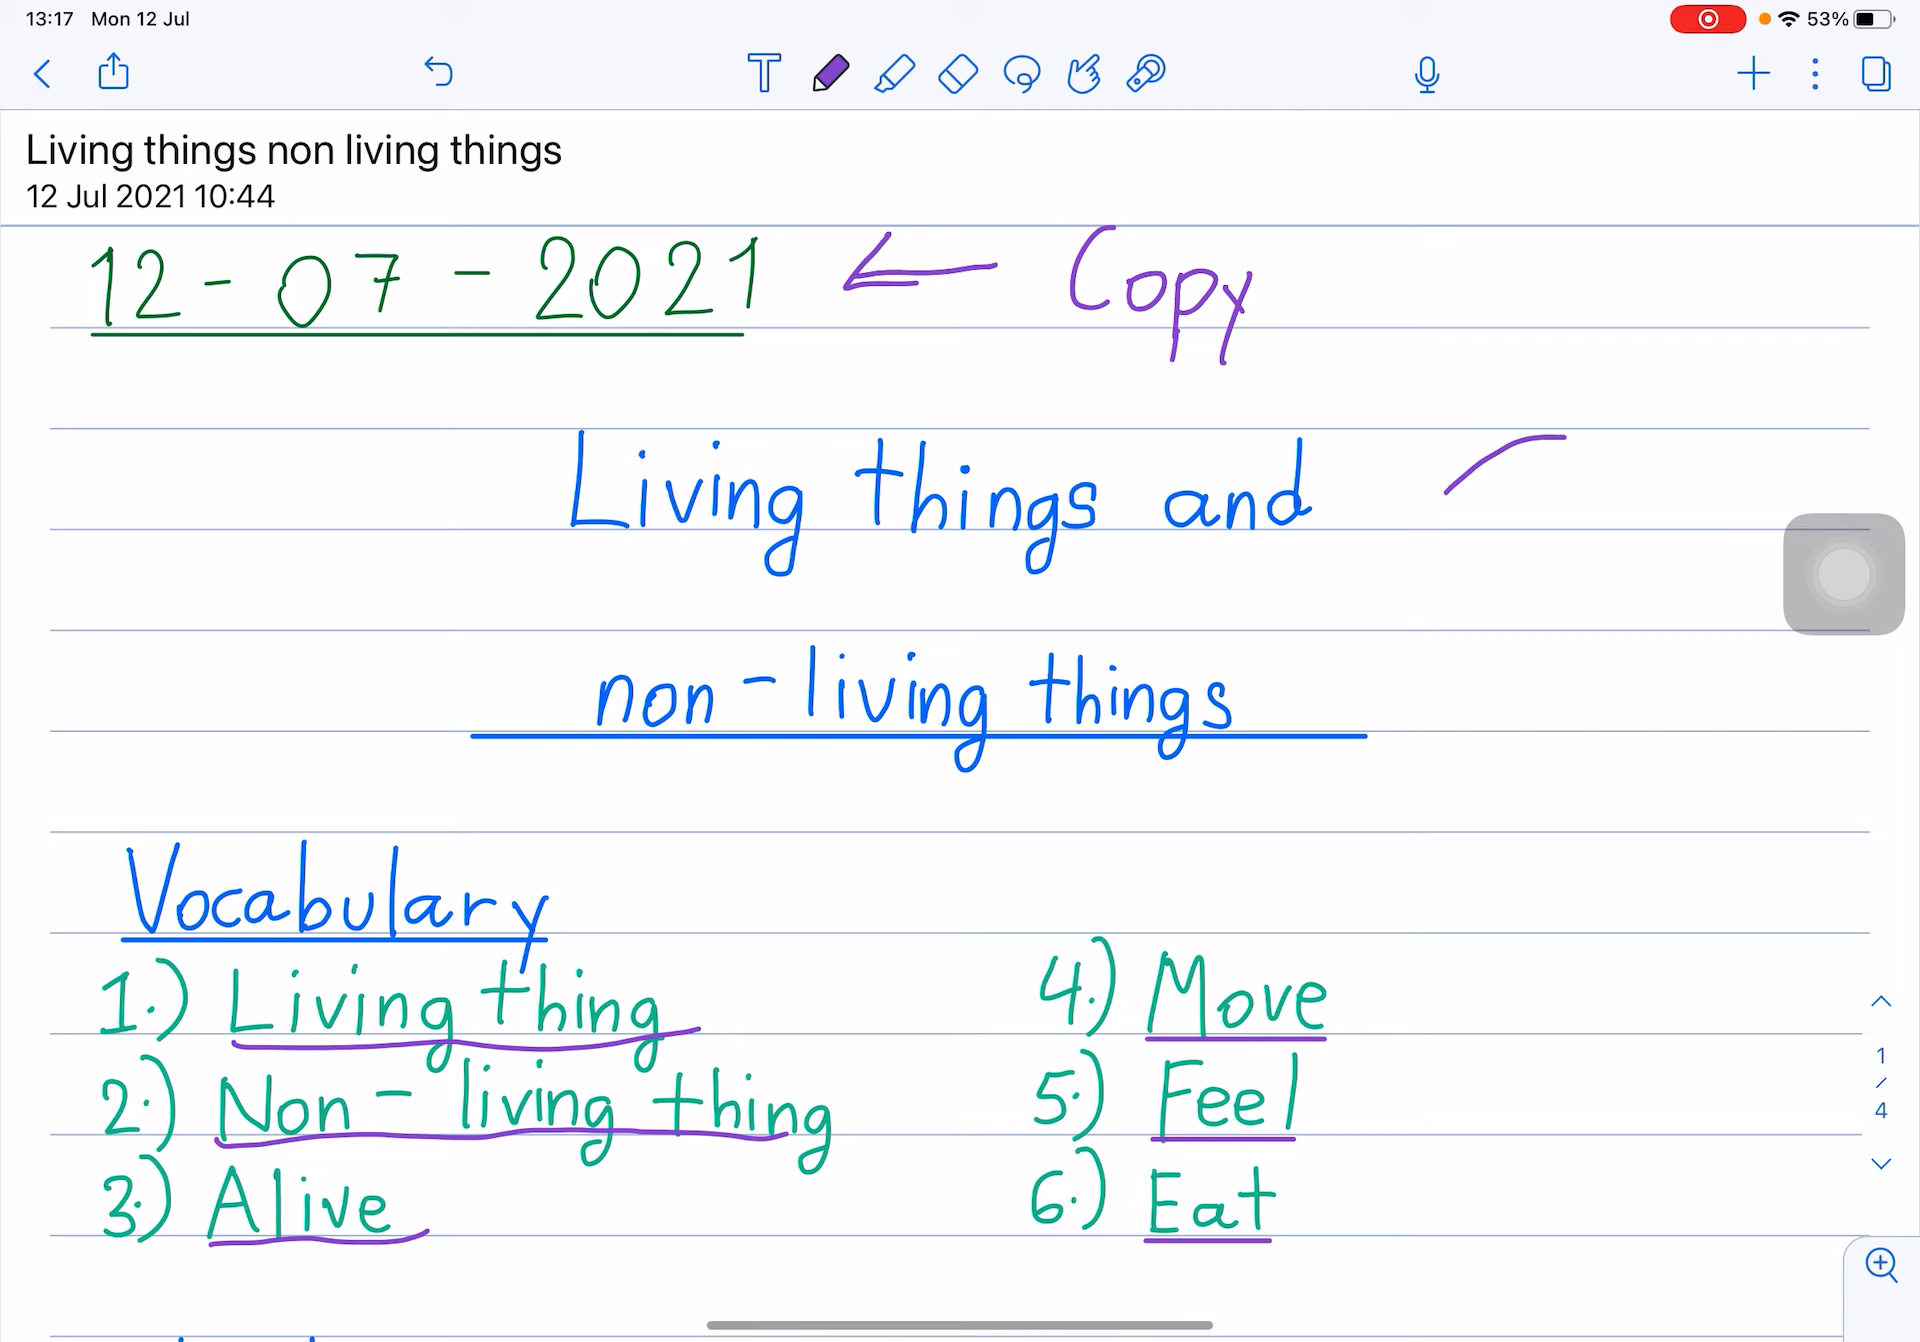 13:17 Mon 12 Jul 53%
Living things non living things
12 Jul 2021 10:44
12 - 07 - 2021 Copy
Living things and
non - living things
Vocabulary
1.) Living thing
2.) Non - living thing
3.) Alive
4.) Move
5.) Feel
6.) Eat
1
/
4